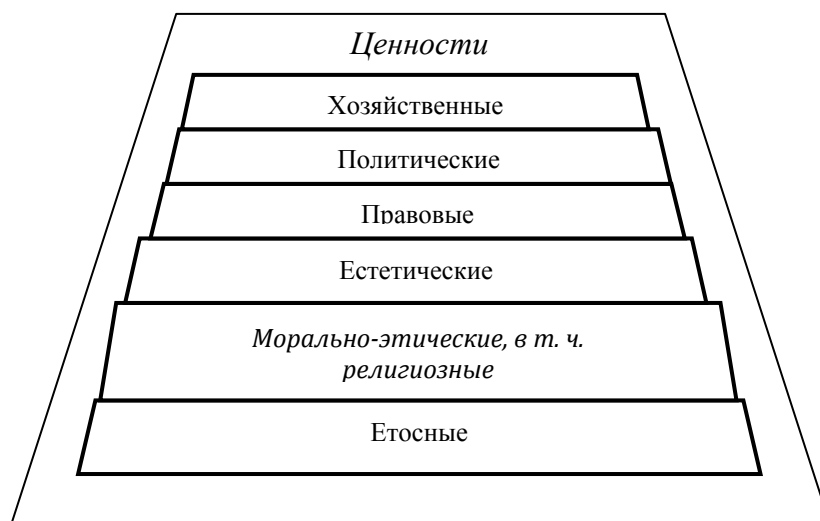 Ценности
Хозяйственные
Политические
Правовые
Естетические
Морально-этические, в т. ч.
религиозные
Етосные